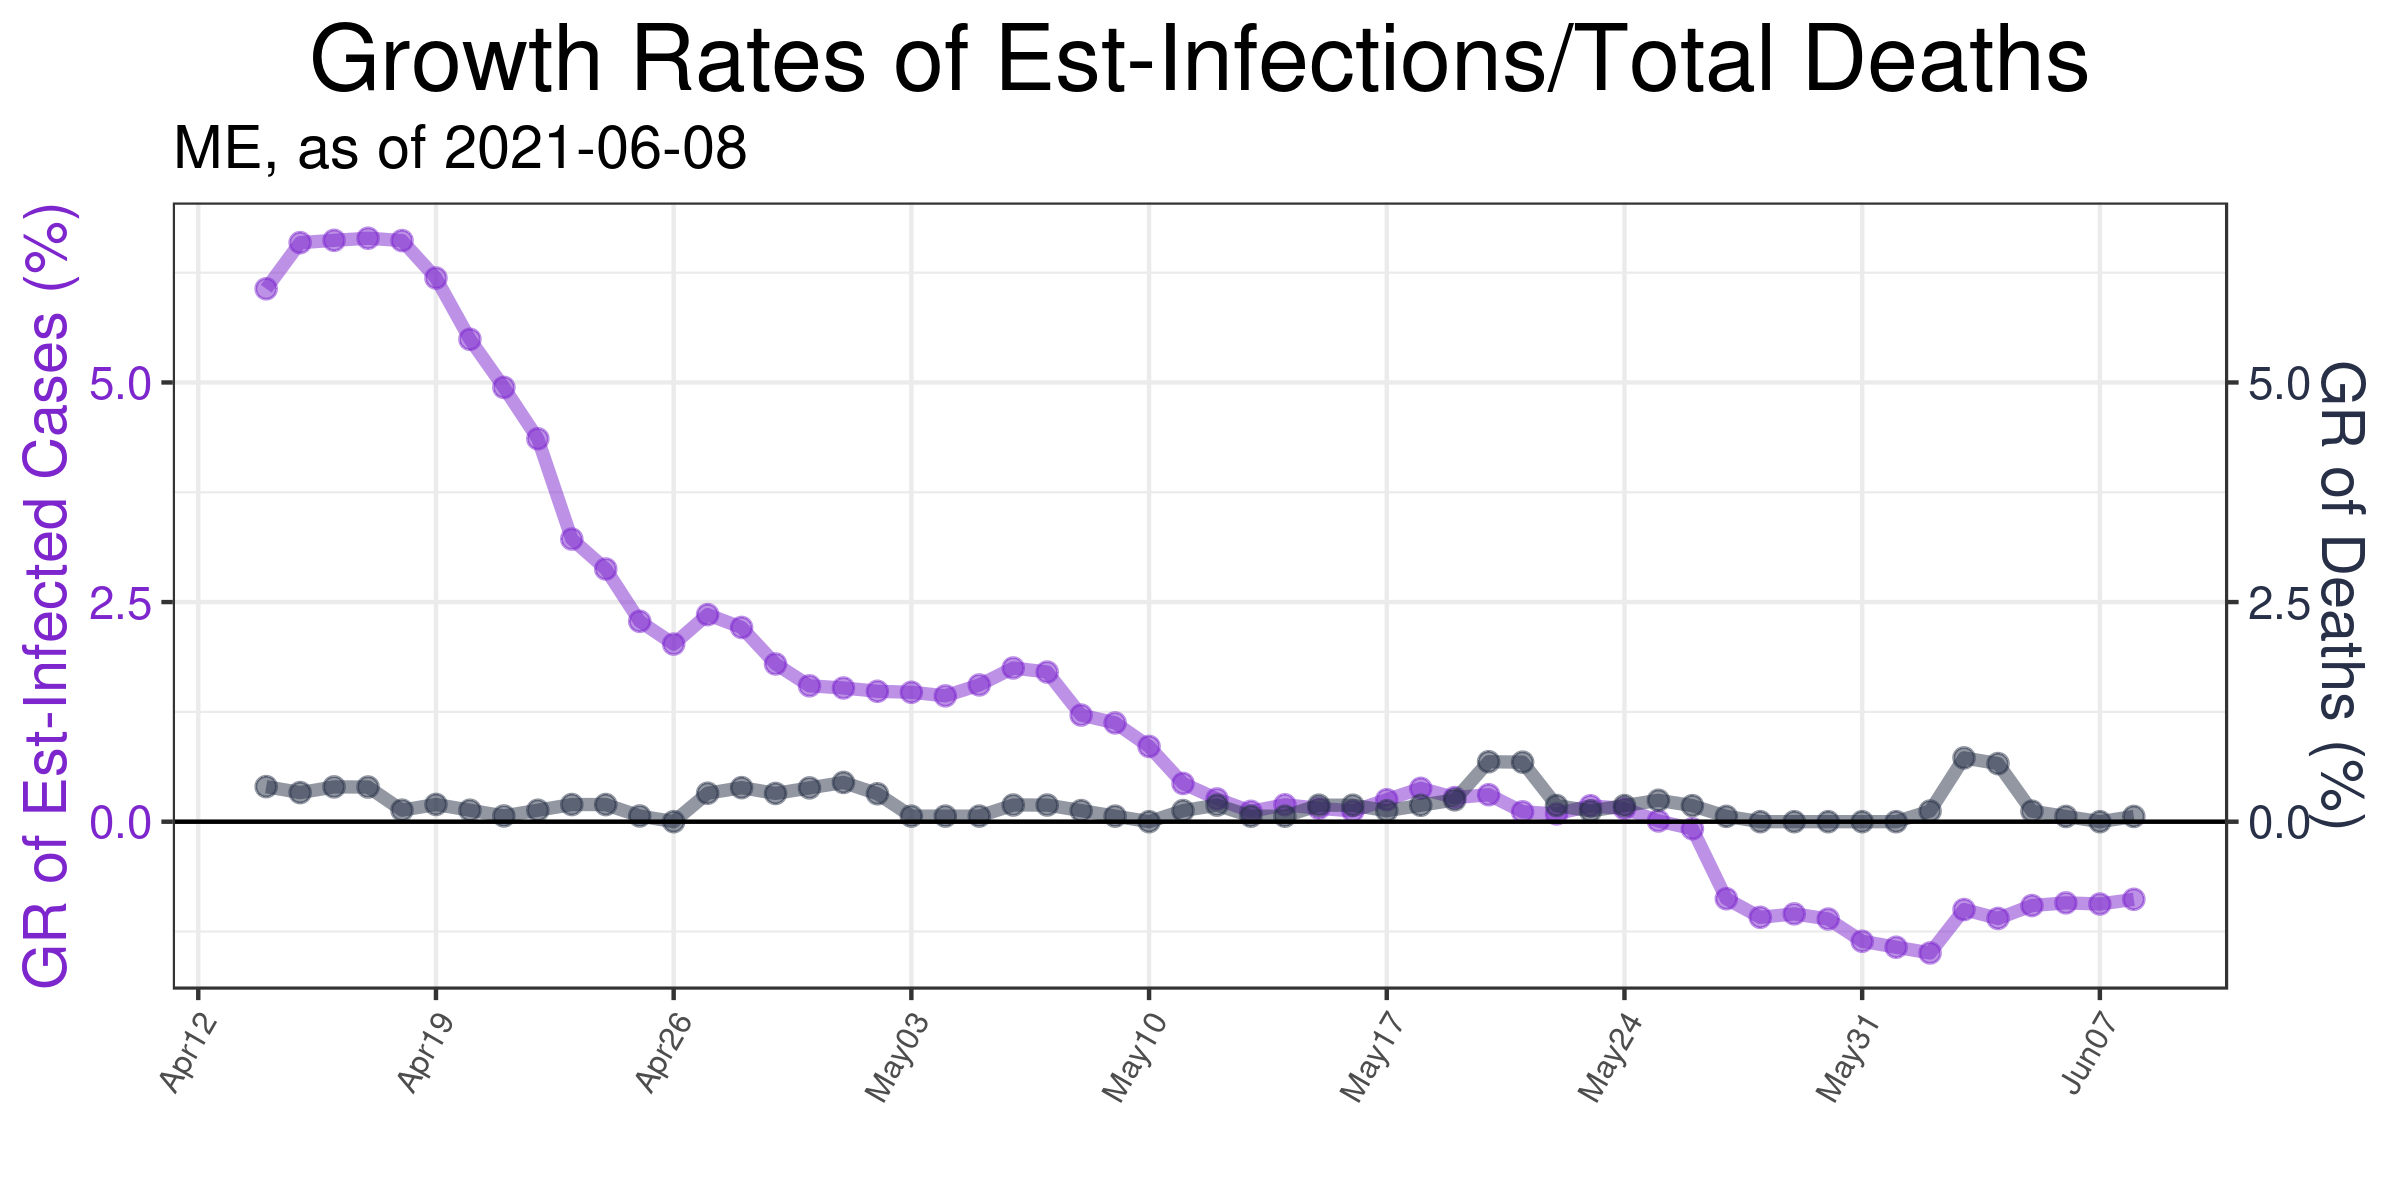 Growth Rates of Est-Infections/Total Deaths
ME, as of 2021-06-08
GR of Est-Infected Cases (%)
5.0
2.5
0.0
5.0
2.5
0.0
GR of Deaths (%)
Apr12
Apr19
Apr26
May03
May10
May17
May24
May31
Jun07